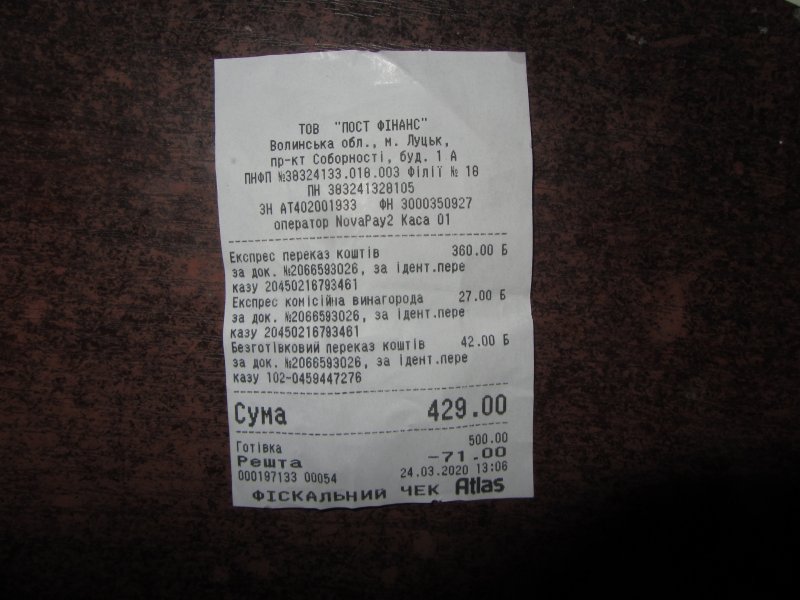 ТОВ "ПОСТ ФІНАНС"
Волинська обл., м. Луцьк,
пр-кт Соборності, буд. 1 А
ПНФП №38324133.018.003 Філії № 18
ПН 383241328105
ЗН АТ402001933 ФН 3000350927
оператор NovaPay2 Каса 01
Експрес переказ коштів 360.00 Б
за док. №2066593026, за ідент.пере
казу 20450216793461
Експрес комісійна винагорода 27.00 Б
за док. №2066593026, за ідент.пере
казу 20450216793461
Безготівковий переказ коштів 42.00 Б
за док. №2066593026, за ідент.пере
казу 102-0459447276
Сума 429.00
Готівка 500.00
Решта -71.00
000197133 00054 24.03.2020 13:06
ФІСКАЛЬНИЙ ЧЕК Atlas